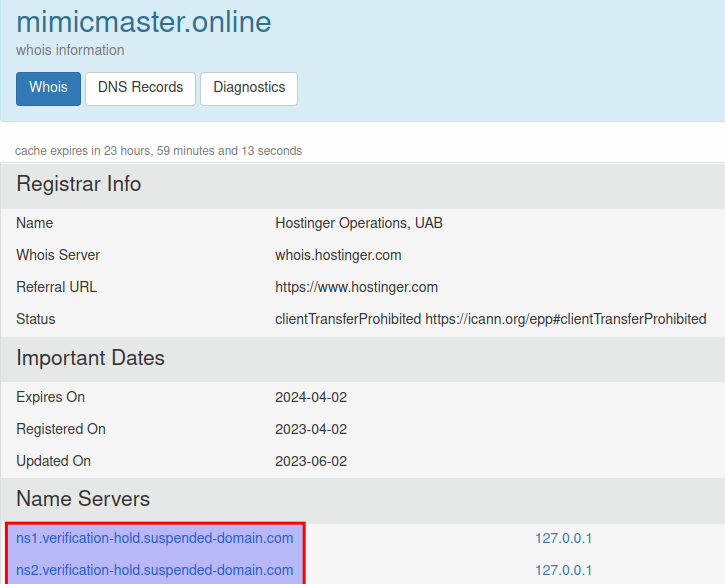 mimicmaster.online
whois information
Whois DNS Records Diagnostics
cache expires in 23 hours, 59 minutes and 13 seconds
Registrar Info
Name Hostinger Operations, UAB
Whois Server whois.hostinger.com
Referral URL https://www.hostinger.com
Status clientTransferProhibited https://icann.org/epp#clientTransferProhibited
Important Dates
Expires On 2024-04-02
Registered On 2023-04-02
Updated On 2023-06-02
Name Servers
ns1.verification-hold.suspended-domain.com 127.0.0.1
ns2.verification-hold.suspended-domain.com 127.0.0.1